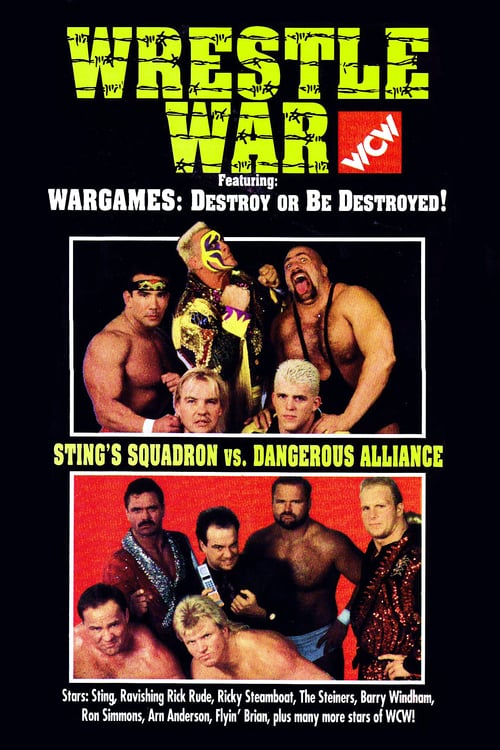 WRESTLE
WAR
WCW
Featuring:
WARGAMES: DESTROY OR BE DESTROYED!
STING'S SQUADRON VS. DANGEROUS ALLIANCE
Stars: Sting, Ravishing Rick Rude, Ricky Steamboat, The Steiners, Barry Windham,
Ron Simmons, Arn Anderson, Flyin' Brian, plus many more stars of WCW!